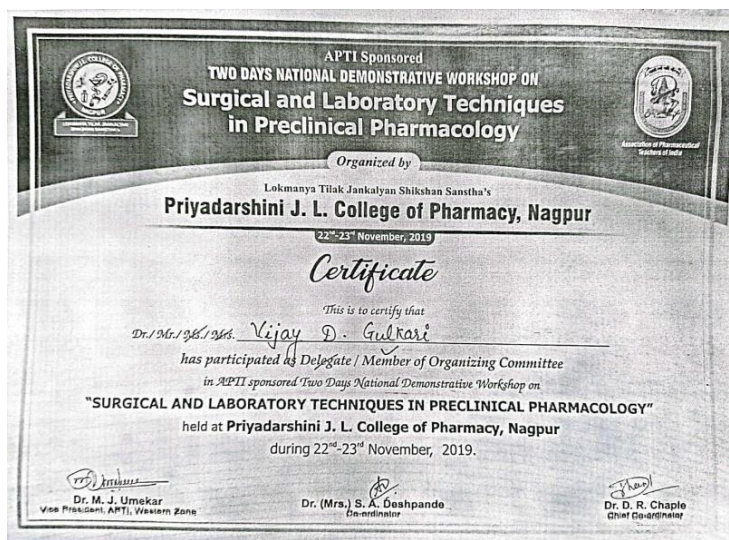 APTI Sponsored
TWO DAYS NATIONAL DEMONSTRATIVE WORKSHOP ON
Surgical and Laboratory Techniques
in Preclinical Pharmacology
NAGPUR
Association of Pharmaceutical
Teachers of India
Organized by
Lokmanya Tilak Jankalyan Shikshan Sanstha's
Priyadarshini J. L. College of Pharmacy, Nagpur
22nd-23rd November, 2019
Certificate
This is to certify that
Dr./Mr./Ms./Mrs. Vijay D. Gulkari
has participated as Delegate / Member of Organizing Committee
in APTI sponsored Two Days National Demonstrative Workshop on
"SURGICAL AND LABORATORY TECHNIQUES IN PRECLINICAL PHARMACOLOGY"
held at Priyadarshini J. L. College of Pharmacy, Nagpur
during 22nd-23rd November, 2019.
Dr. M. J. Umekar
Vice President, APTI, Western Zone
Dr. (Mrs.) S. A. Deshpande
Co-ordinator
Dr. D. R. Chaple
Chief Co-ordinator